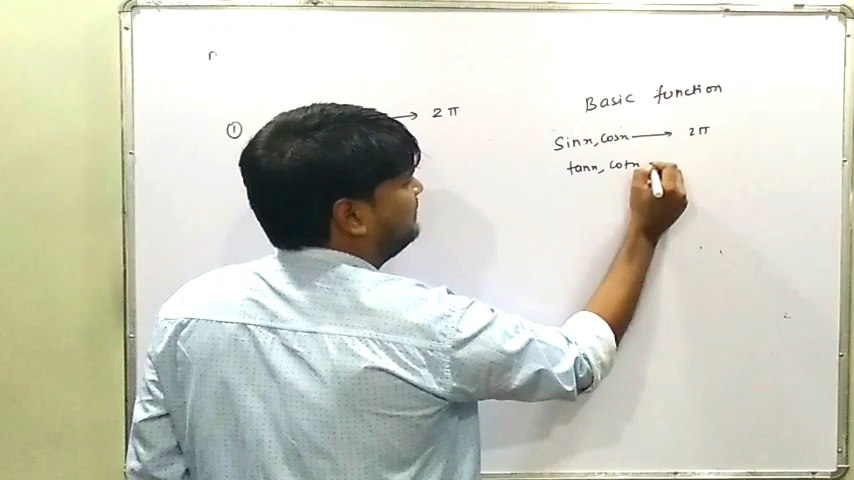 ①
→ 2π
Basic function
Sinx, Cosx → 2π
tanx, Cotx